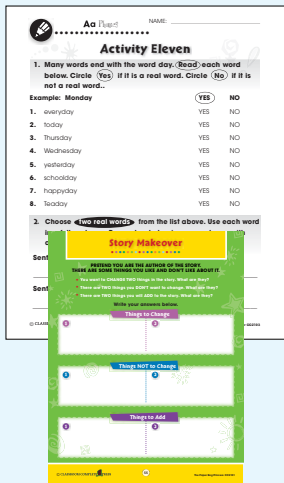 Aa
NAME:
Activity Eleven
1. Many words end with the word day. Read each word
below. Circle Yes if it is a real word. Circle No if it is
not a real word..
Example: Monday YES NO
1. everyday YES NO
2. today YES NO
3. Thursday YES NO
4. Wednesday YES NO
5. yesterday YES NO
6. schoolday YES NO
7. happyday YES NO
8. Teaday YES NO
2. Choose two real words from the list above. Use each word
Sent
Sent
Story Makeover
PRETEND YOU ARE THE AUTHOR OF THE STORY.
THERE ARE SOME THINGS YOU LIKE AND DON'T LIKE ABOUT IT.
You want to CHANGE TWO things in the story. What are they?
There are TWO things you DON'T want to change. What are they?
There are TWO things you will ADD to the story. What are they?
Write your answers below.
Things to Change
Things NOT to Change
Things to Add
© CLASSROOM COMPLETE PRESS